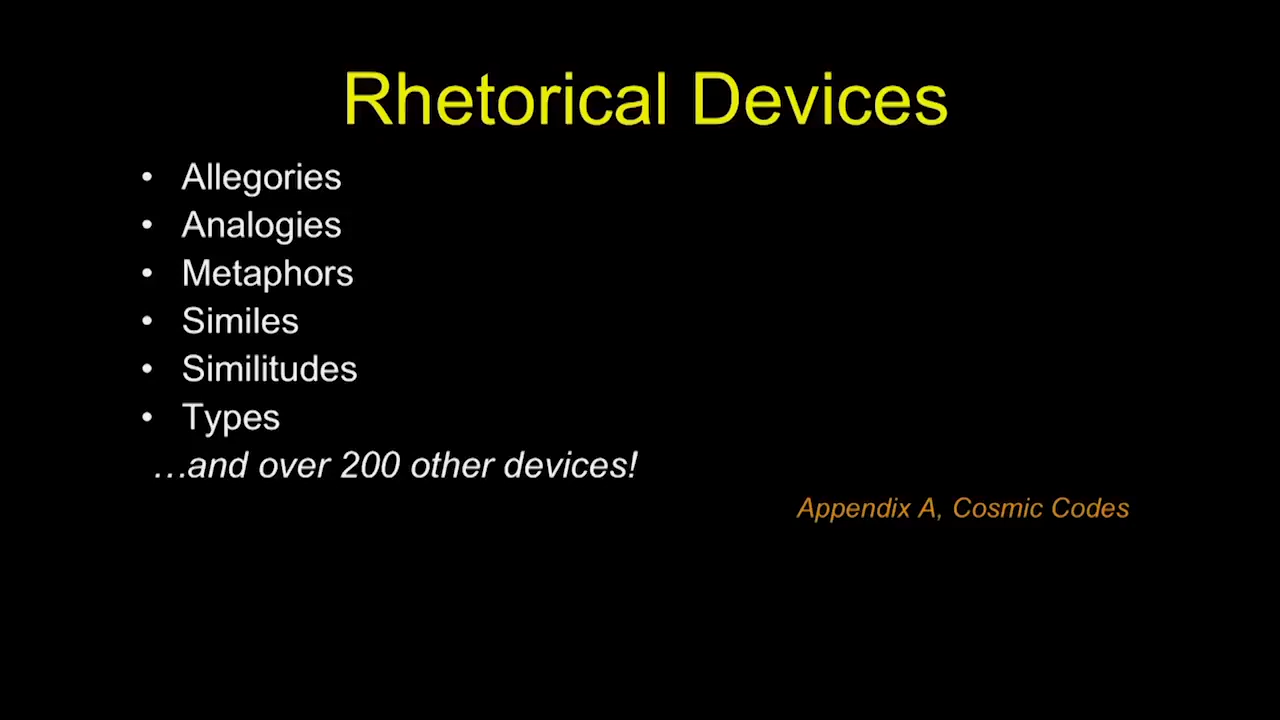 Rhetorical Devices
• Allegories
• Analogies
• Metaphors
• Similes
• Similitudes
• Types
…and over 200 other devices!
Appendix A, Cosmic Codes